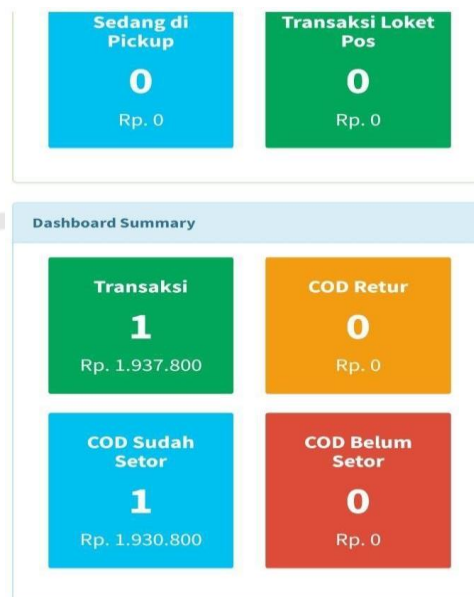 Sedang di
Pickup
0
Rp. 0
Transaksi Loket
Pos
0
Rp. 0
Dashboard Summary
Transaksi
1
Rp. 1.937.800
COD Retur
0
Rp. 0
COD Sudah
Setor
1
Rp. 1.930.800
COD Belum
Setor
0
Rp. 0